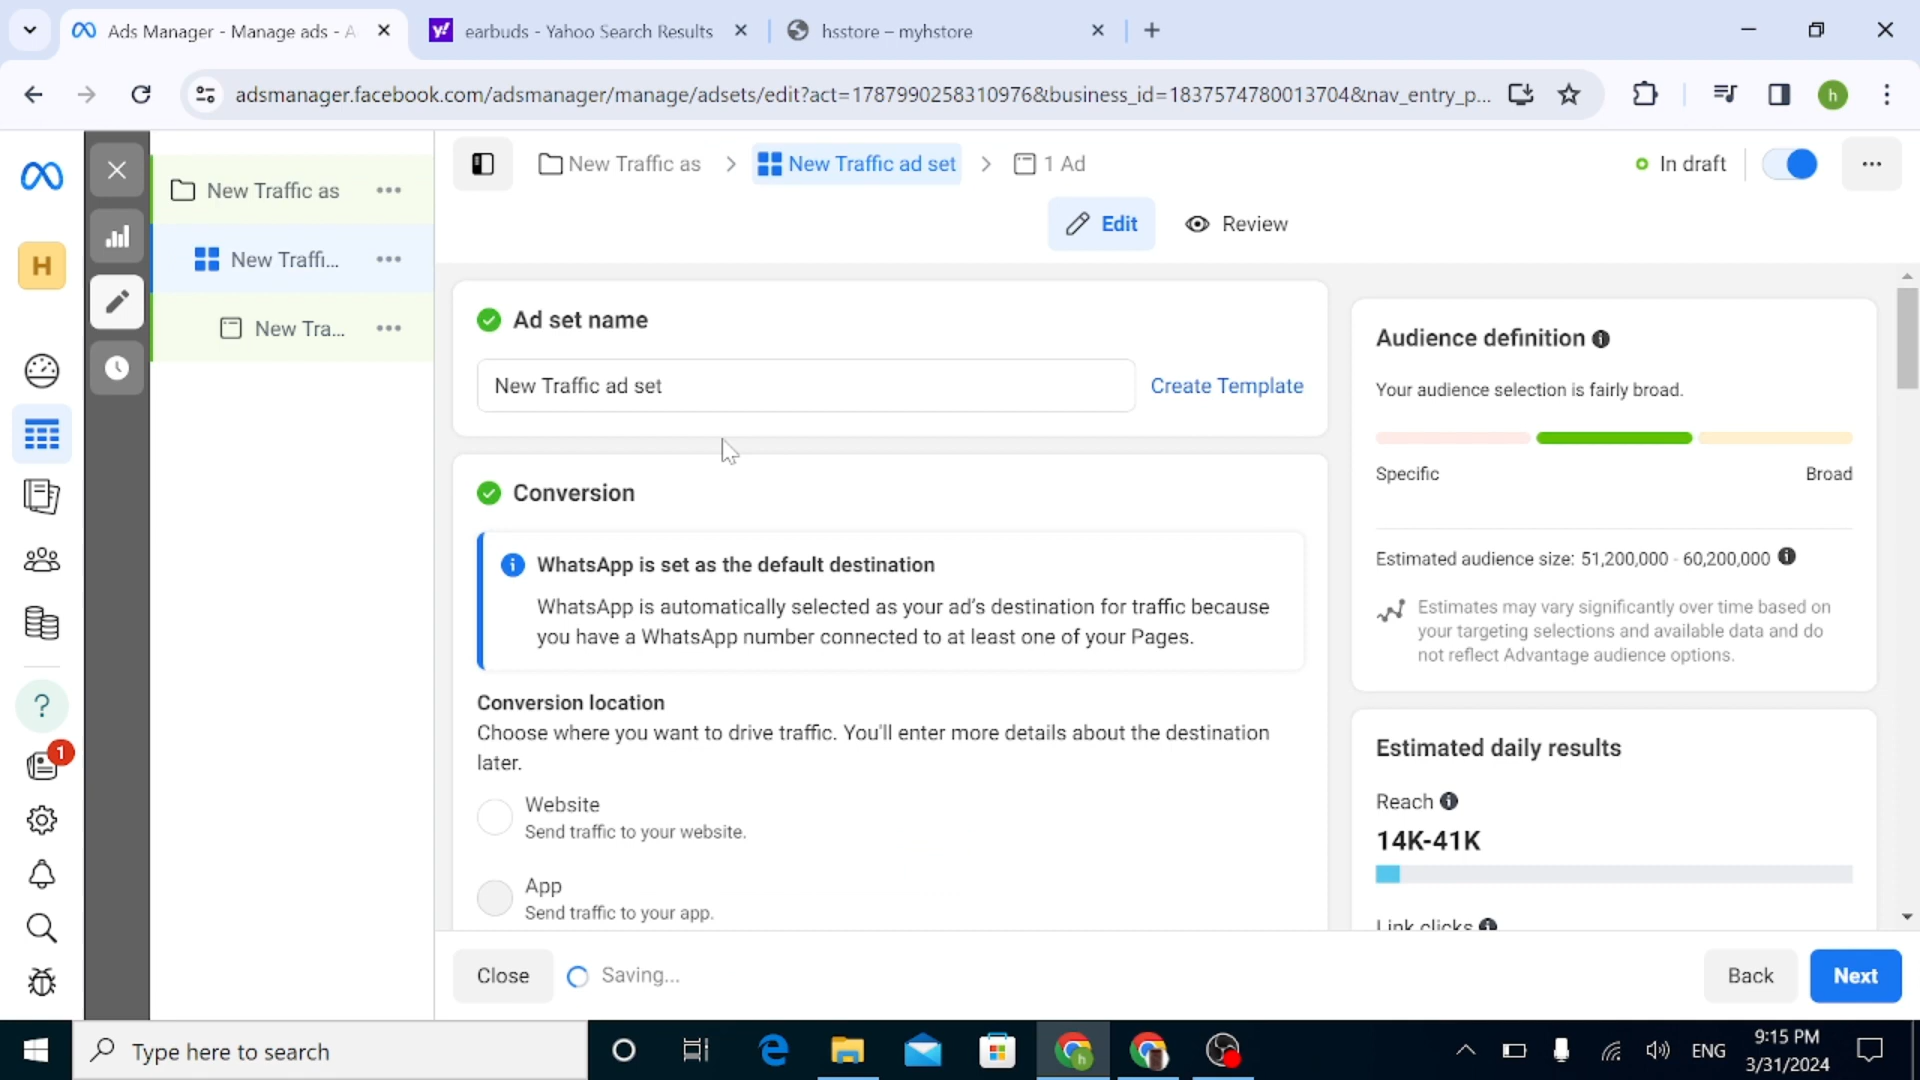 Ads Manager - Manage ads - A
earbuds - Yahoo Search Results
hsstore – myhstore
adsmanager.facebook.com/adsmanager/manage/adsets/edit?act=1787990258310976&business_id=1837574780013704&nav_entry_p...
h
H
?
1
New Traffic as
New Traffi...
New Tra...
New Traffic as
New Traffic ad set
1 Ad
In draft
Edit
Review
Ad set name
New Traffic ad set
Create Template
Conversion
WhatsApp is set as the default destination
WhatsApp is automatically selected as your ad's destination for traffic because
you have a WhatsApp number connected to at least one of your Pages.
Conversion location
Choose where you want to drive traffic. You'll enter more details about the destination
later.
Website
Send traffic to your website.
App
Send traffic to your app.
Audience definition
Your audience selection is fairly broad.
Specific
Broad
Estimated audience size: 51,200,000 - 60,200,000
Estimates may vary significantly over time based on
your targeting selections and available data and do
not reflect Advantage audience options.
Estimated daily results
Reach
14K-41K
Link clicks
Close
Saving...
Back
Next
Type here to search
ENG
9:15 PM
3/31/2024